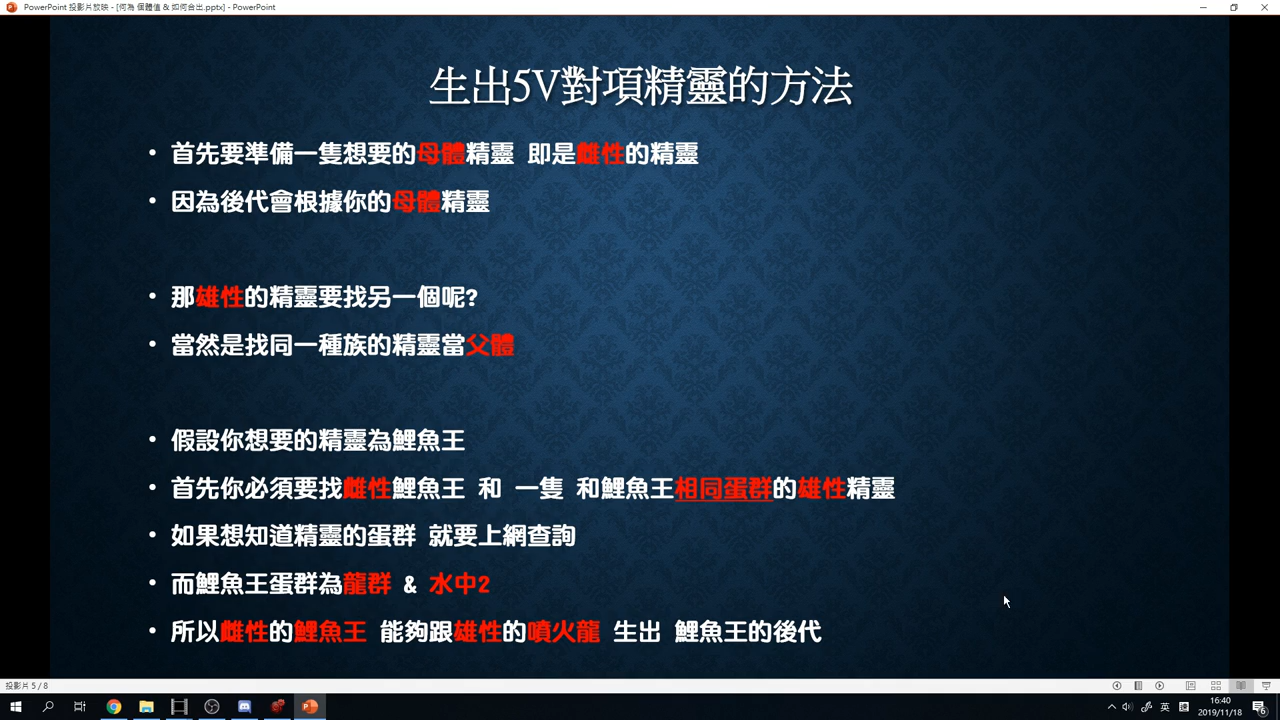 PowerPoint 投影片放映 - [何為 個體值 & 如何合出.pptx] - PowerPoint
生出5V對項精靈的方法
• 首先要準備一隻想要的母體精靈 即是雌性的精靈
• 因為後代會根據你的母體精靈
• 那雄性的精靈要找另一個呢?
• 當然是找同一種族的精靈當父體
• 假設你想要的精靈為鯉魚王
• 首先你必須要找雌性鯉魚王 和 一隻 和鯉魚王相同蛋群的雄性精靈
• 如果想知道精靈的蛋群 就要上網查詢
• 而鯉魚王蛋群為龍群 & 水中2
• 所以雌性的鯉魚王 能夠跟雄性的噴火龍 生出 鯉魚王的後代
投影片 5 / 8
英
16:40
2019/11/18
6